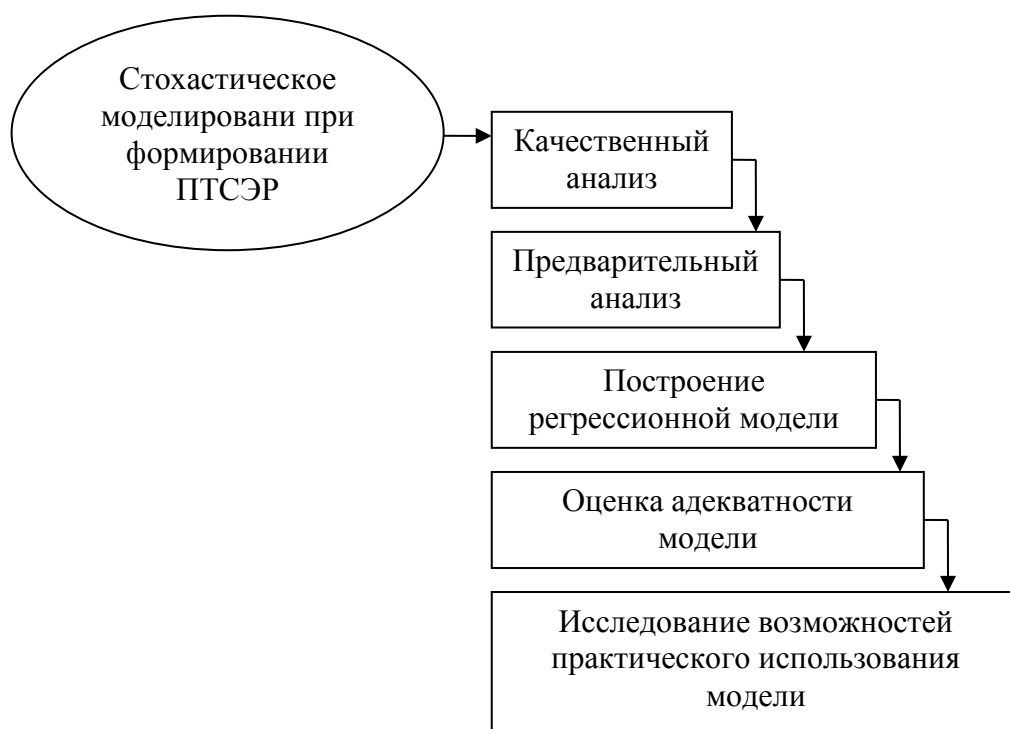 Стохастическое
моделировани при
формировании
ПТСЭР
Качественный
анализ
Предварительный
анализ
Построение
регрессионной модели
Оценка адекватности
модели
Исследование возможностей
практического использования
модели